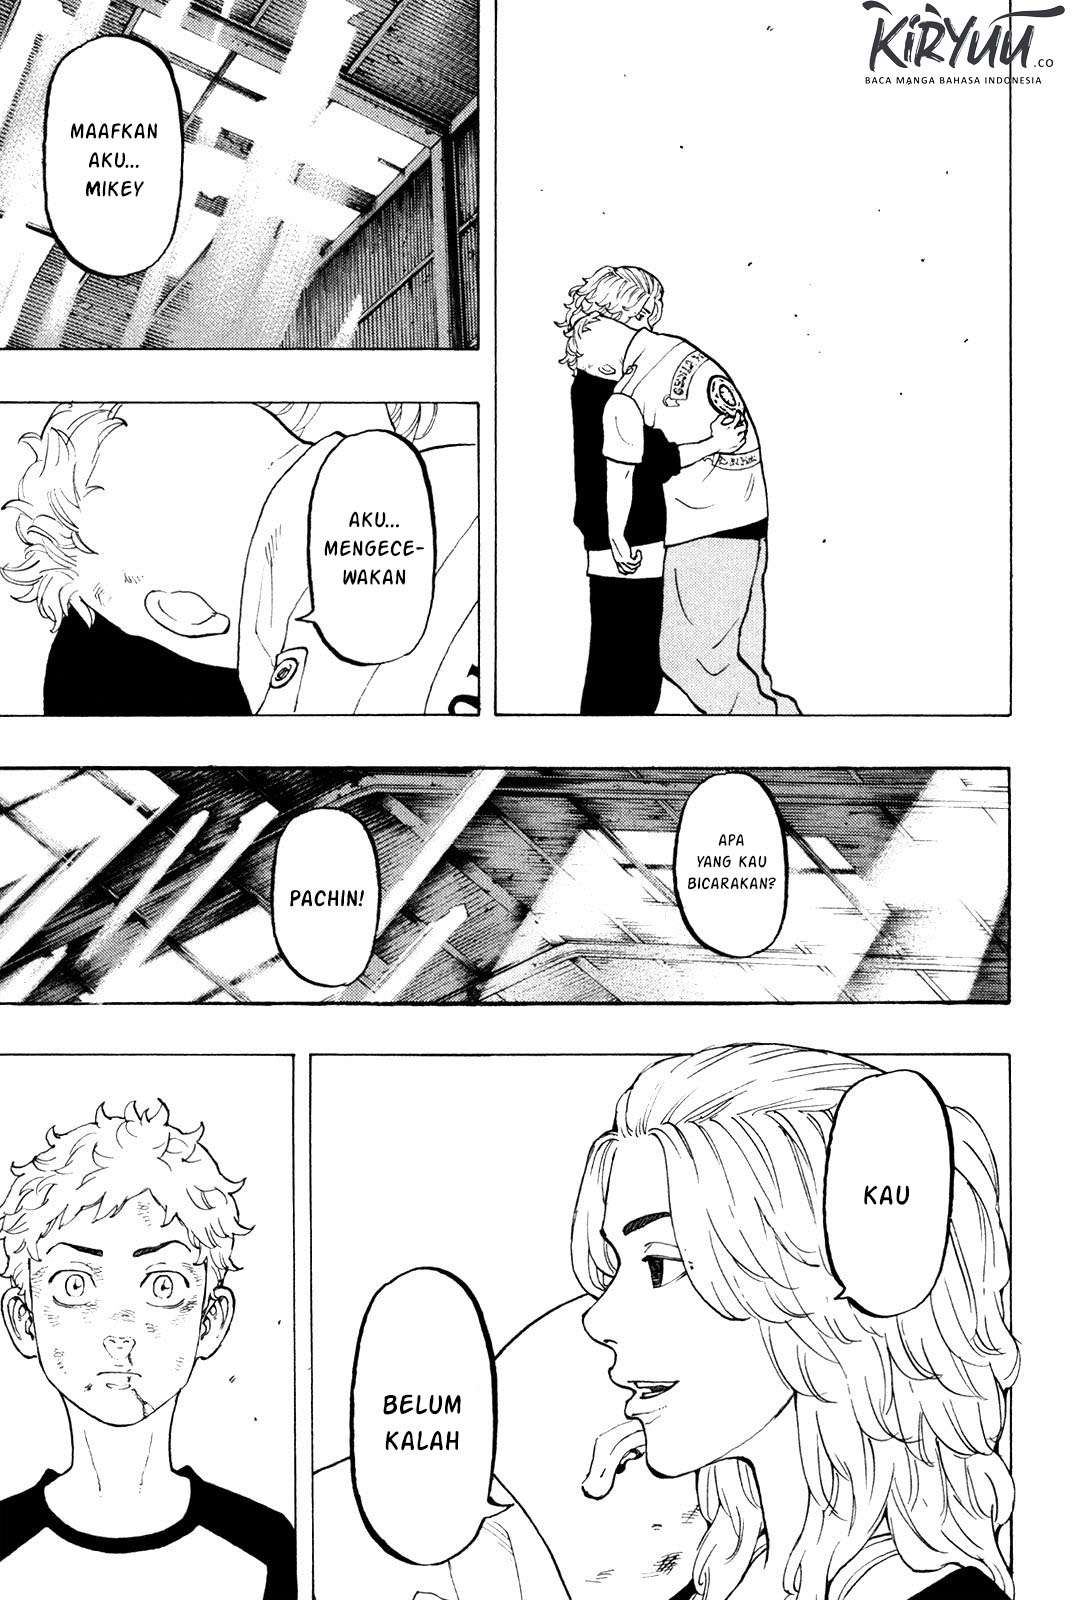 KIRYUU.CO
BACA MANGA BAHASA INDONESIA
MAAFKAN
AKU...
MIKEY
AKU...
MENGECE-
WAKAN
APA
YANG KAU
BICARAKAN?
PACHIN!
KAU
BELUM
KALAH